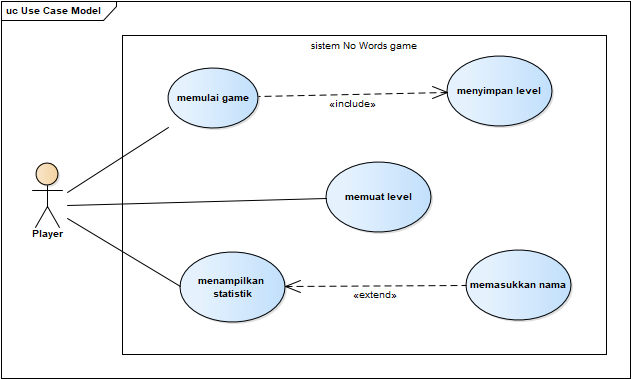 uc Use Case Model
sistem No Words game
memulai game
menyimpan level
«include»
memuat level
Player
menampilkan
statistik
memasukkan nama
«extend»